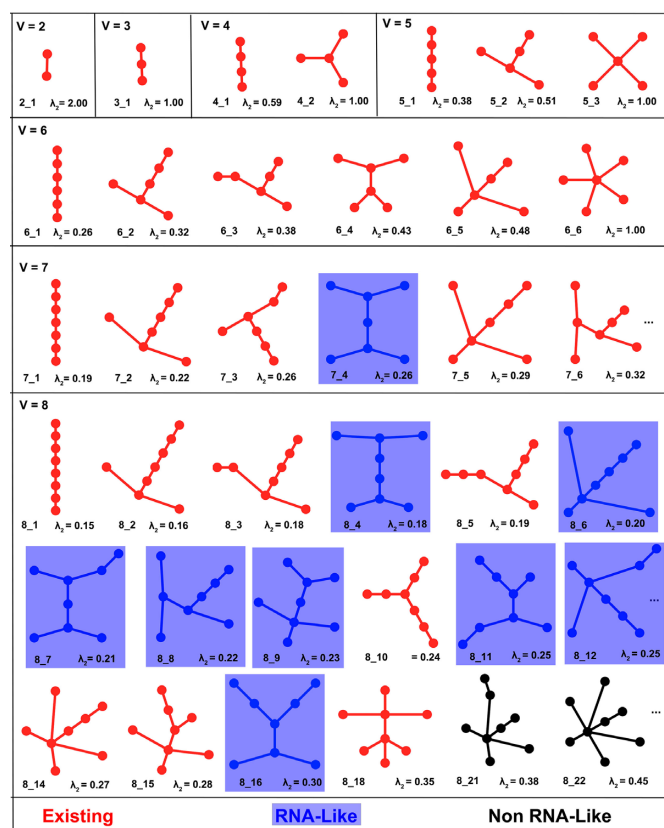 V = 2 V = 3 V = 4 V = 5
2_1 λ₂ = 2.00 3_1 λ₂ = 1.00 4_1 λ₂ = 0.59 4_2 λ₂ = 1.00 5_1 λ₂ = 0.38 5_2 λ₂ = 0.51 5_3 λ₂ = 1.00
V = 6
6_1 λ₂ = 0.26 6_2 λ₂ = 0.32 6_3 λ₂ = 0.38 6_4 λ₂ = 0.43 6_5 λ₂ = 0.48 6_6 λ₂ = 1.00
V = 7
...
7_1 λ₂= 0.19 7_2 λ₂ = 0.22 7_3 λ₂ = 0.26 7_4 λ₂ = 0.26 7_5 λ₂ = 0.29 7_6 λ₂ = 0.32
V = 8
8_1 λ₂ = 0.15 8_2 λ₂ = 0.16 8_3 λ₂ = 0.18 8_4 λ₂ = 0.18 8_5 λ₂ = 0.19 8_6 λ₂ = 0.20
...
8_7 λ₂ = 0.21 8_8 λ₂ = 0.22 8_9 λ₂ = 0.23 8_10 = 0.24 8_11 λ₂ = 0.25 8_12 λ₂ = 0.25
...
8_14 λ₂ = 0.27 8_15 λ₂ = 0.28 8_16 λ₂ = 0.30 8_18 λ₂ = 0.35 8_21 λ₂ = 0.38 8_22 λ₂ = 0.45
Existing RNA-Like Non RNA-Like